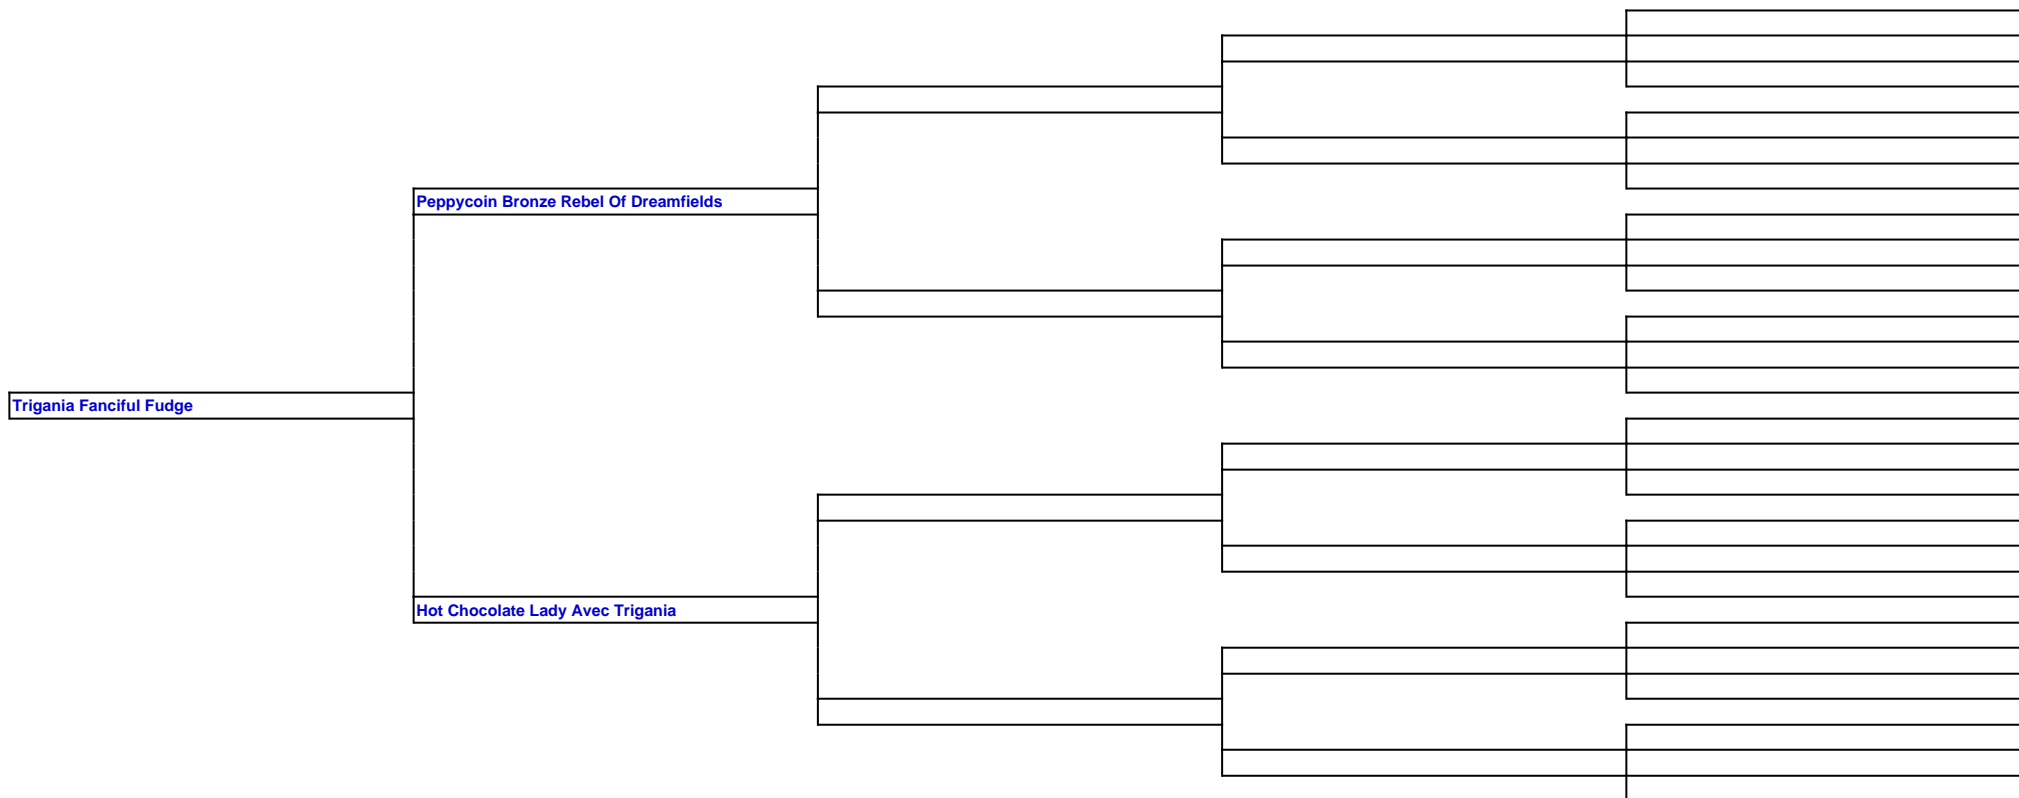 Peppycoin Bronze Rebel Of Dreamfields
Trigania Fanciful Fudge
Hot Chocolate Lady Avec Trigania